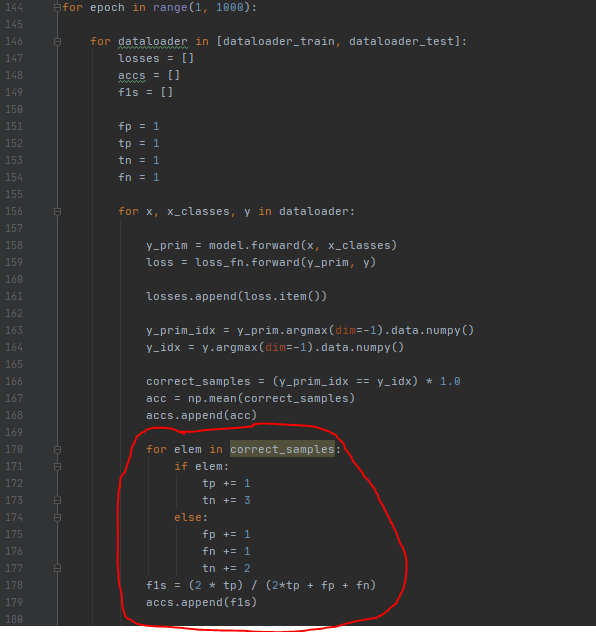 144 for epoch in range(1, 1000):
145
146     for dataloader in [dataloader_train, dataloader_test]:
147         losses = []
148         accs = []
149         f1s = []
150
151         fp = 1
152         tp = 1
153         tn = 1
154         fn = 1
155
156         for x, x_classes, y in dataloader:
157
158             y_prim = model.forward(x, x_classes)
159             loss = loss_fn.forward(y_prim, y)
160
161             losses.append(loss.item())
162
163             y_prim_idx = y_prim.argmax(dim=-1).data.numpy()
164             y_idx = y.argmax(dim=-1).data.numpy()
165
166             correct_samples = (y_prim_idx == y_idx) * 1.0
167             acc = np.mean(correct_samples)
168             accs.append(acc)
169
170             for elem in correct_samples:
171                 if elem:
172                     tp += 1
173                     tn += 3
174                 else:
175                     fp += 1
176                     fn += 1
177                     tn += 2
178             f1s = (2 * tp) / (2*tp + fp + fn)
179             accs.append(f1s)
180